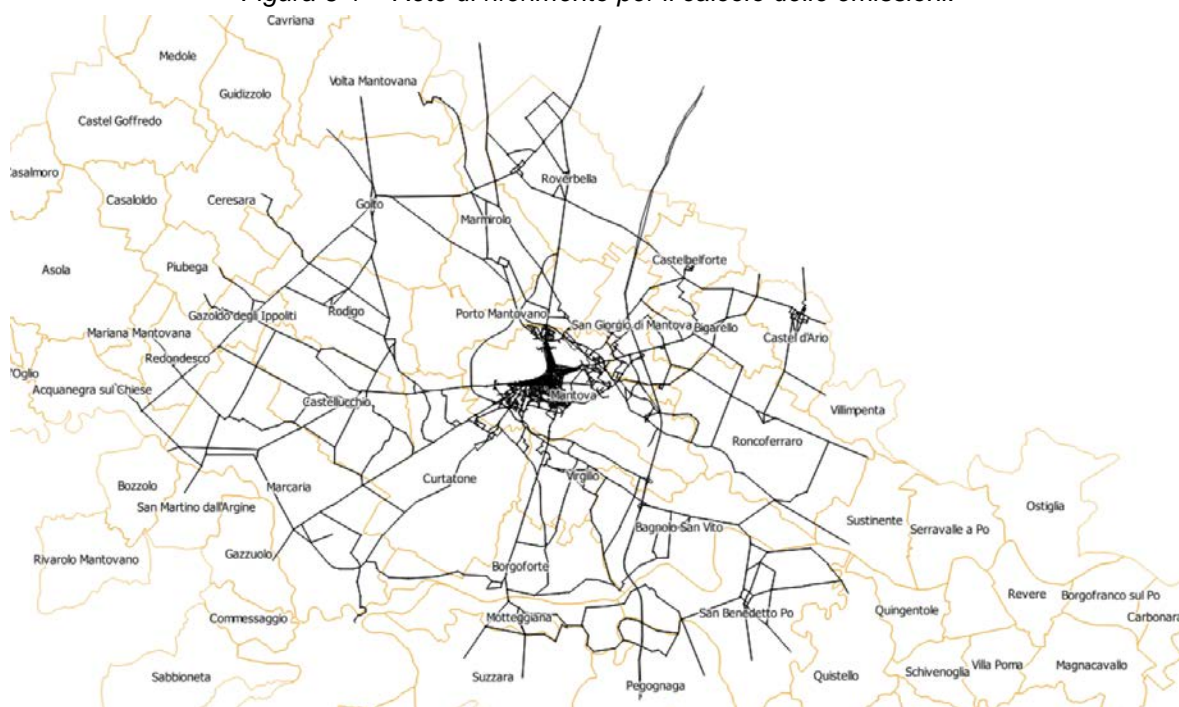 Cavriana
Medole
Volta Mantovana
Guidizzolo
Castel Goffredo
Casalmoro
Roverbella
Casaloldo
Ceresara
Goito
Marmirolo
Castelbelforte
Asola
Piubega
Gazoldo degli Ippoliti
Rodigo
Porto Mantovano
San Giorgio di Mantova
Bigarello
Mariana Mantovana
Castel d'Ario
Redondesco
Acquanegra sul Chiese
Castellucchio
Mantova
Villimpenta
Roncoferraro
Curtatone
Virgilio
Bozzolo
Marcaria
San Martino dall'Argine
Ostiglia
Sustinente
Bagnolo San Vito
Serravalle a Po
Rivarolo Mantovano
Gazzuolo
Borgoforte
Revere
Borgofranco sul Po
Quingentole
San Benedetto Po
Commessaggio
Motteggiana
Carbonara
Sabbioneta
Suzzara
Pegognaga
Quistello
Schivenoglia
Villa Poma
Magnacavallo